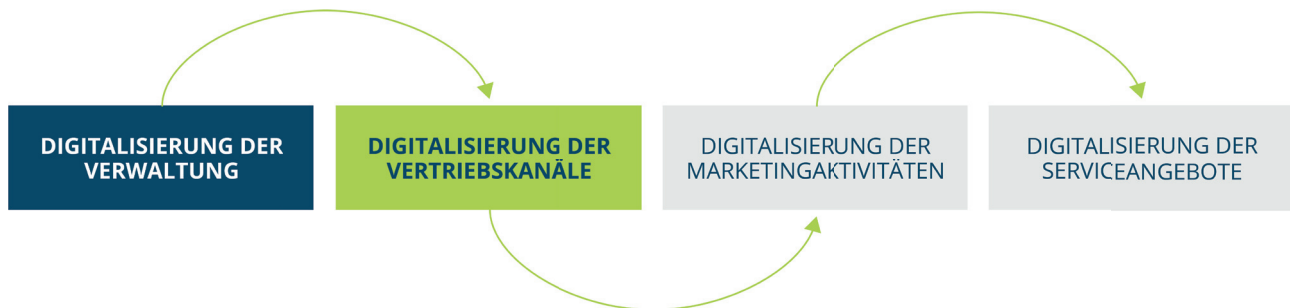 DIGITALISIERUNG DER
VERWALTUNG
DIGITALISIERUNG DER
VERTRIEBSKANÄLE
DIGITALISIERUNG DER
MARKETINGAKTIVITÄTEN
DIGITALISIERUNG DER
SERVICEANGEBOTE